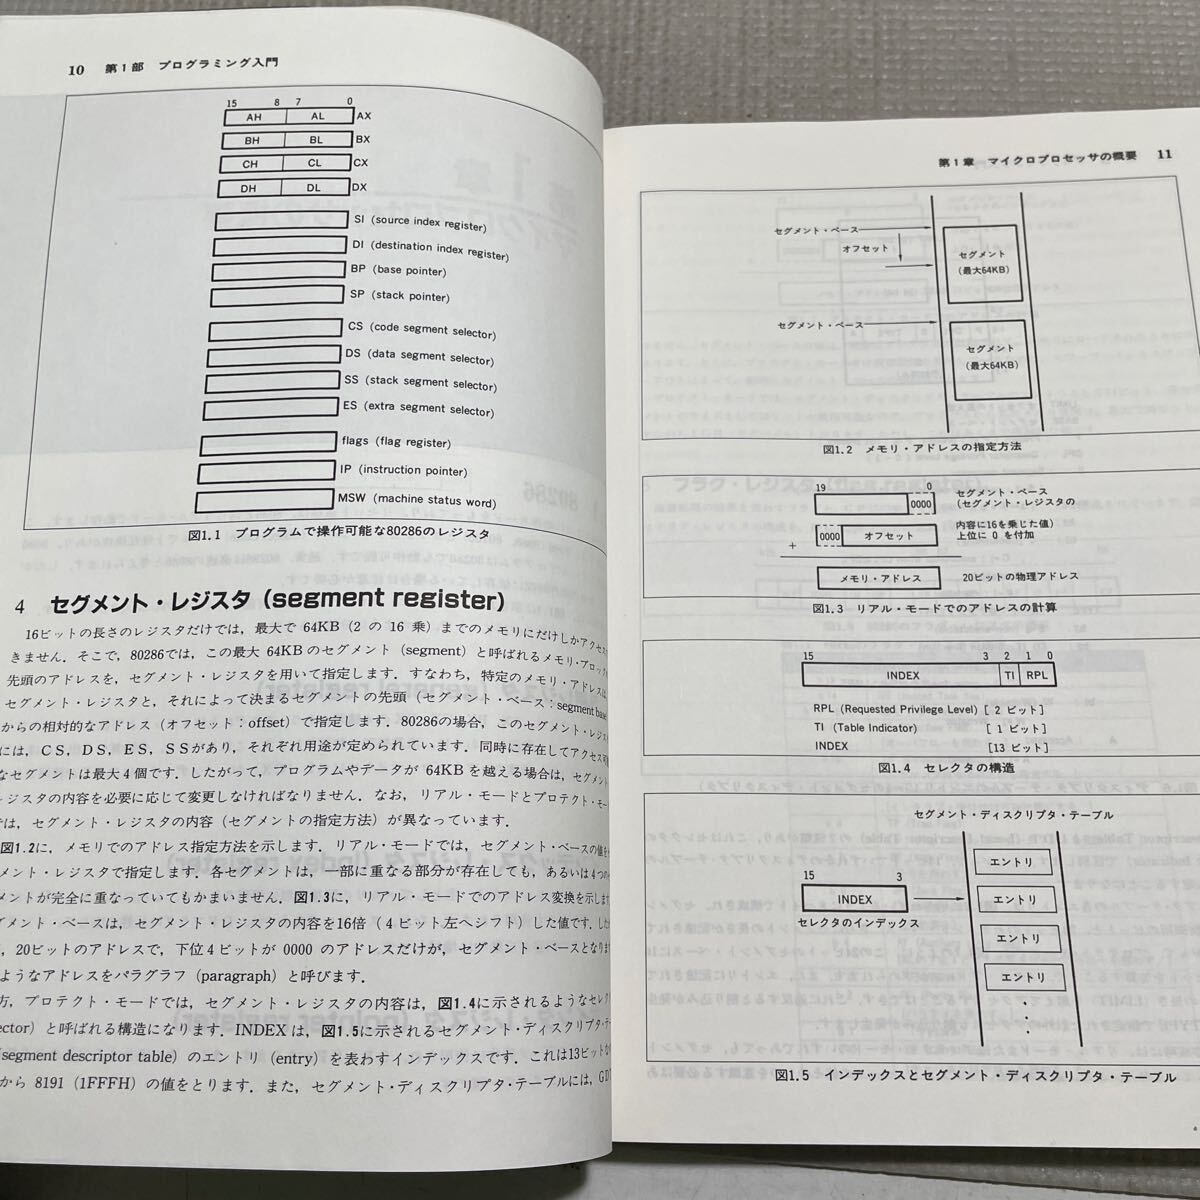 10 第1部 プログラミング入門
15 8 7 0
AH AL AX
BH BL BX
CH CL CX
DH DL DX
SI (source index register)
DI (destination index register)
BP (base pointer)
SP (stack pointer)
CS (code segment selector)
DS (data segment selector)
SS (stack segment selector)
ES (extra segment selector)
flags (flag register)
IP (instruction pointer)
MSW (machine status word)
図1.1 プログラムで操作可能な80286のレジスタ
4 セグメント・レジスタ (segment register)
16ビットの長さのレジスタだけでは，最大で 64KB (2 の 16 乗) までのメモリにだけしかアクセス
きません．そこで，80286では，この最大 64KB のセグメント (segment) と呼ばれるメモリ・ブロック
先頭のアドレスを，セグメント・レジスタを用いて指定します．すなわち，特定のメモリ・アドレスは
セグメント・レジスタと，それによって決まるセグメントの先頭 (セグメント・ベース：segment base
からの相対的なアドレス (オフセット：offset) で指定します．80286の場合，このセグメント・レジス
には，CS，DS，ES，SSがあり，それぞれ用途が定められています．同時に存在してアクセス可
なセグメントは最大4個です．したがって，プログラムやデータが 64KB を越える場合は，セグメント
レジスタの内容を必要に応じて変更しなければなりません．なお，リアル・モードとプロテクト・モー
では，セグメント・レジスタの内容 (セグメントの指定方法) が異なっています．
図1.2に，メモリでのアドレス指定方法を示します．リアル・モードでは，セグメント・ベースの値を
メント・レジスタで指定します．各セグメントは，一部に重なる部分が存在しても，あるいは4つの
メントが完全に重なっていてもかまいません．図1.3に，リアル・モードでのアドレス変換を示しま
グメント・ベースは，セグメント・レジスタの内容を16倍 (4ビット左へシフト) した値です．した
，20ビットのアドレスで，下位4ビットが 0000 のアドレスだけが，セグメント・ベースとなりま
ようなアドレスをパラグラフ (paragraph) と呼びます．
方，プロテクト・モードでは，セグメント・レジスタの内容は，図1.4に示されるようなセレク
ector) と呼ばれる構造になります．INDEX は，図1.5に示されるセグメント・ディスクリプタ・テー
(segment descriptor table) のエントリ (entry) を表わすインデックスです．これは13ビットな
から 8191 (1FFFH) の値をとります．また，セグメント・ディスクリプタ・テーブルには，GD
第1章 マイクロプロセッサの概要 11
セグメント・ベース
オフセット
セグメント
(最大64KB)
セグメント・ベース
セグメント
(最大64KB)
図1.2 メモリ・アドレスの指定方法
19 0
0000
セグメント・ベース
(セグメント・レジスタの
内容に16を乗じた値)
+ 0000 オフセット 上位に 0 を付加
メモリ・アドレス 20ビットの物理アドレス
図1.3 リアル・モードでのアドレスの計算
15 3 2 1 0
INDEX TI RPL
RPL (Requested Privilege Level) [ 2 ビット]
TI (Table Indicator) [ 1 ビット]
INDEX [13 ビット]
図1.4 セレクタの構造
セグメント・ディスクリプタ・テーブル
エントリ
15 3
INDEX エントリ
セレクタのインデックス
エントリ
エントリ
図1.5 インデックスとセグメント・ディスクリプタ・テーブル